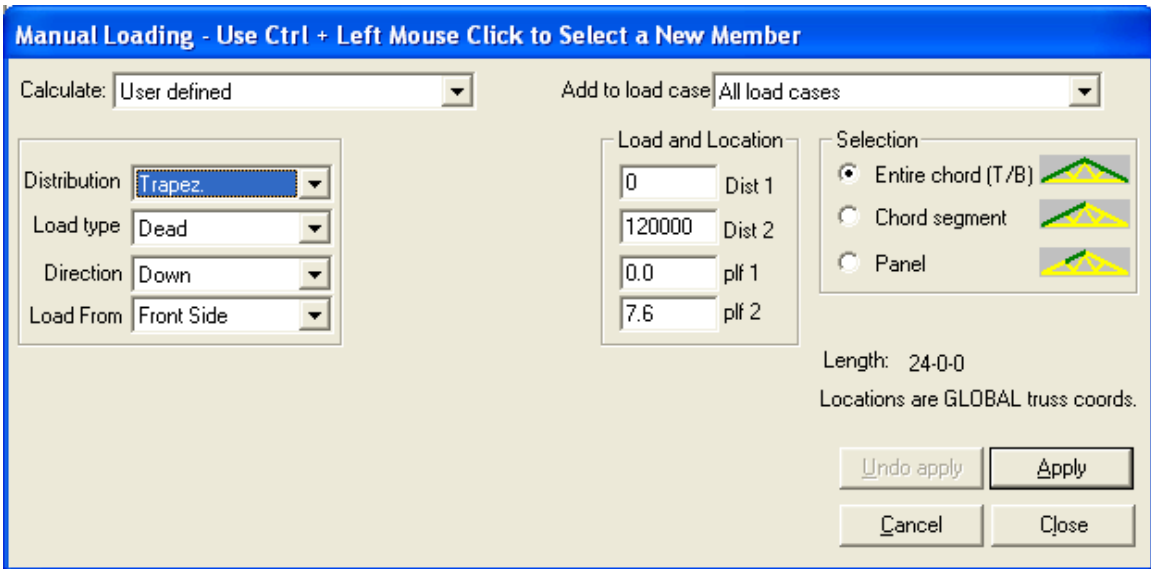 Manual Loading - Use Ctrl + Left Mouse Click to Select a New Member
Calculate: User defined
Add to load case All load cases
Distribution Trapez.
Load type Dead
Direction Down
Load From Front Side
Load and Location
0 Dist 1
120000 Dist 2
0.0 plf 1
7.6 plf 2
Selection
Entire chord (T/B)
Chord segment
Panel
Length: 24-0-0
Locations are GLOBAL truss coords.
Undo apply
Apply
Cancel
Close